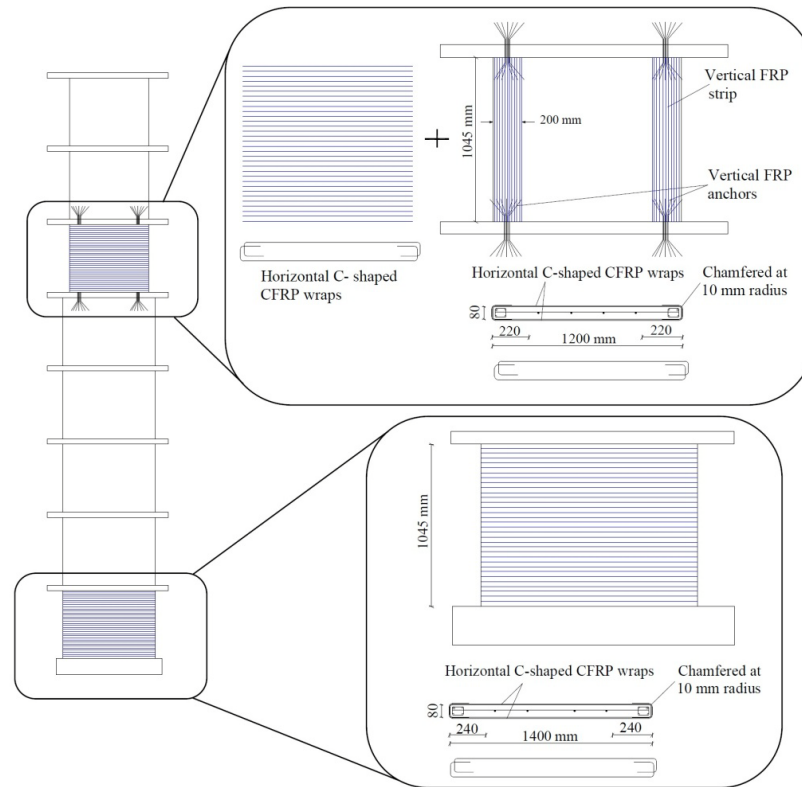 Vertical FRP
strip
1045 mm
200 mm
Vertical FRP
anchors
Horizontal C- shaped
CFRP wraps
Horizontal C-shaped CFRP wraps
Chamfered at
10 mm radius
80
220
220
1200 mm
1045 mm
Horizontal C-shaped CFRP wraps
Chamfered at
10 mm radius
80
240
240
1400 mm